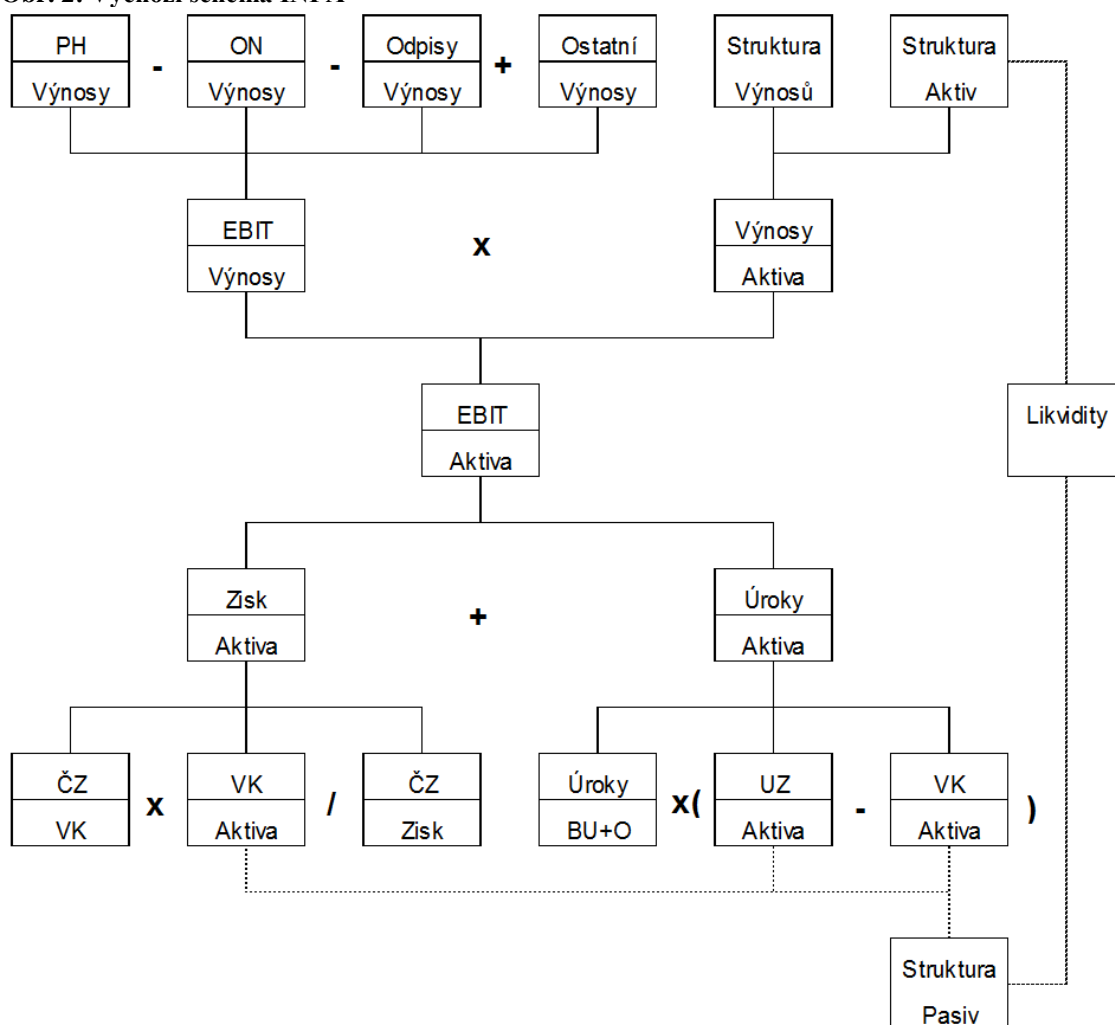 Obr. 2: Výchozí schéma INFA
PH - ON - Odpisy + Ostatní Struktura Struktura
Výnosy Výnosy Výnosy Výnosy Výnosů Aktiv
EBIT x Výnosy
Výnosy Aktiva
EBIT Likvidity
Aktiva
Zisk + Úroky
Aktiva Aktiva
ČZ x VK / ČZ Úroky x( UZ - VK )
VK Aktiva Zisk BU+O Aktiva Aktiva
Struktura
Pasiv